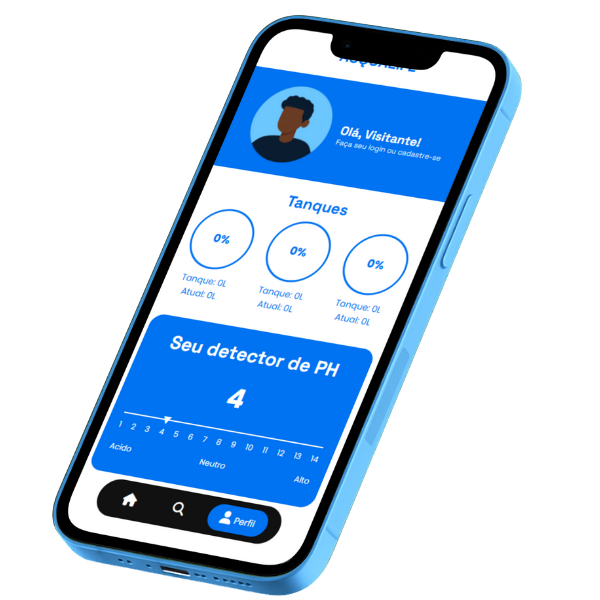 Olá, Visitante!
Faça seu login ou cadastre-se
Tanques
0% 0% 0%
Tanque: 0L Tanque: 0L Tanque: 0L
Atual: 0L Atual: 0L Atual: 0L
Seu detector de PH
4
1 2 3 4 5 6 7 8 9 10 11 12 13 14
Acido Neutro Alto
Perfil